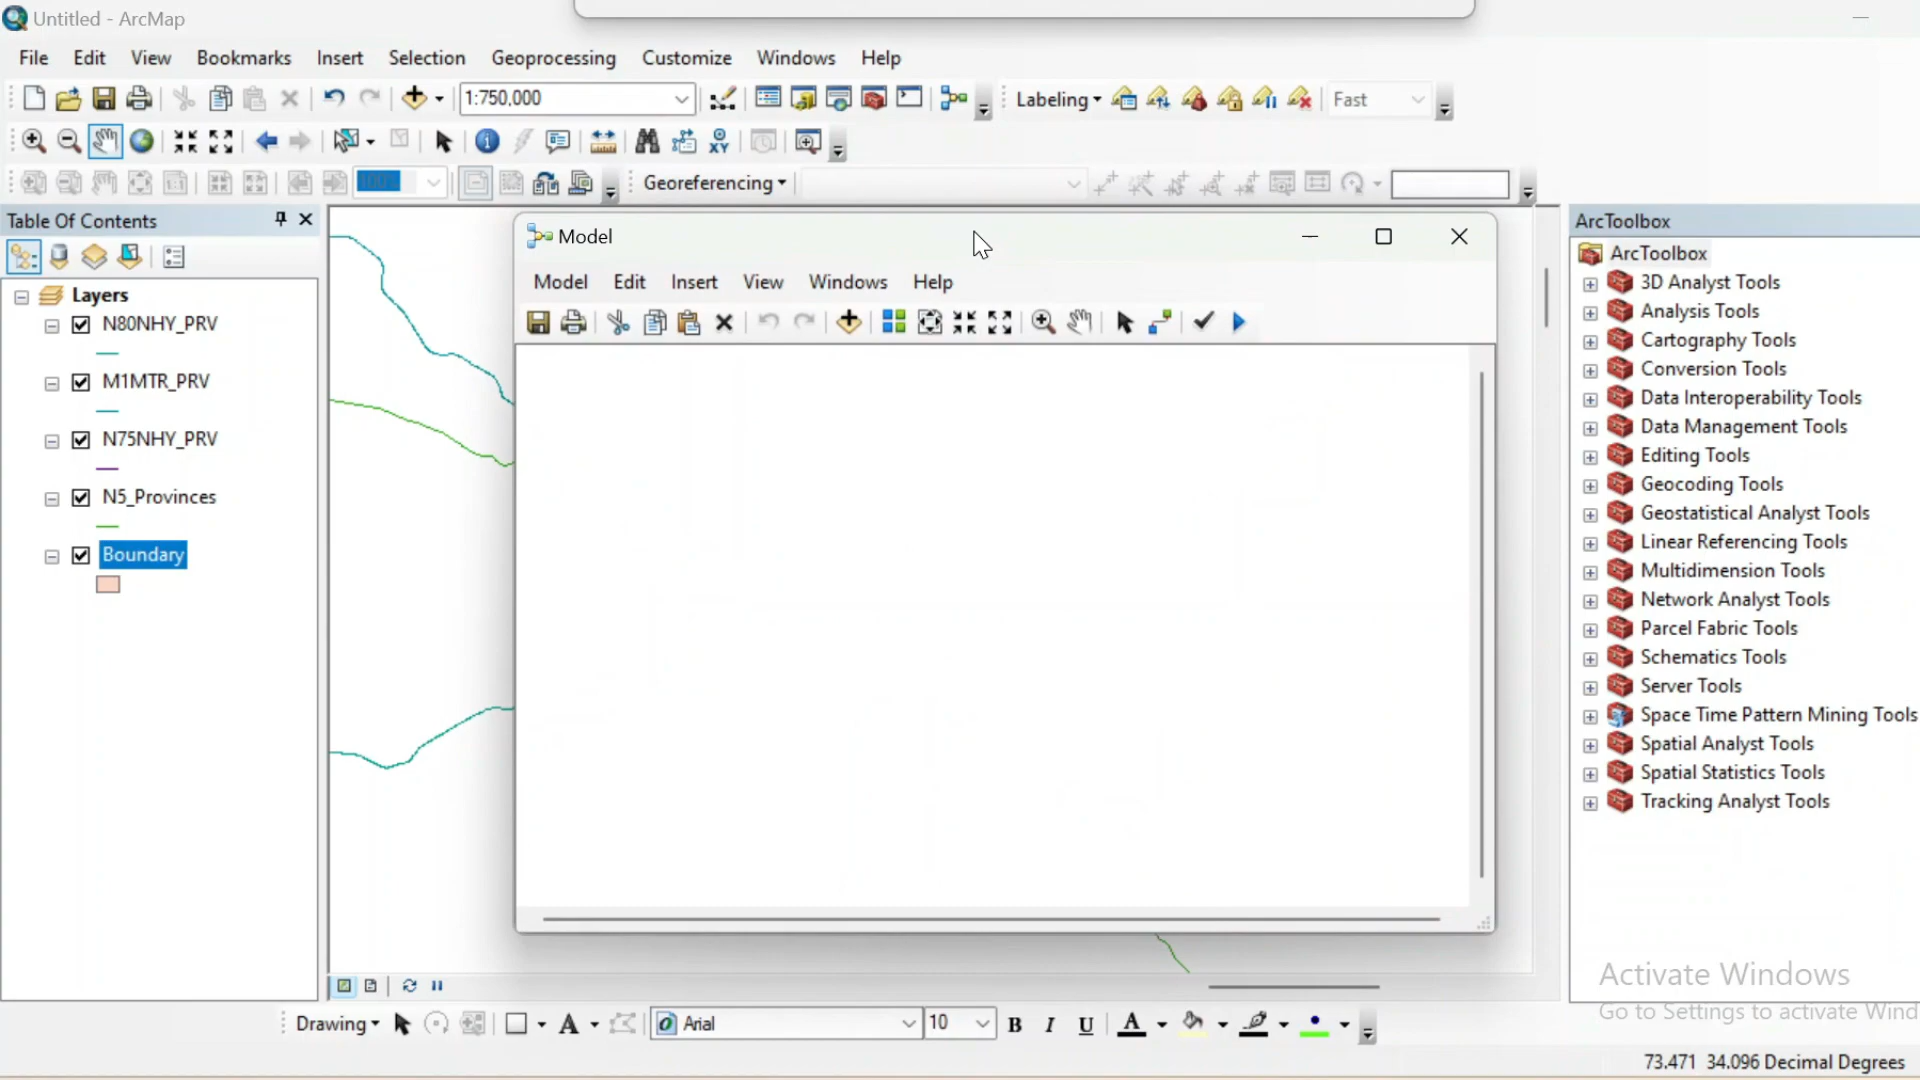 Untitled - ArcMap
File Edit View Bookmarks Insert Selection Geoprocessing Customize Windows Help
1:750,000 Labeling Fast
Georeferencing
Table Of Contents
Layers
N80NHY_PRV
M1MTR_PRV
N75NHY_PRV
N5_Provinces
Boundary
Model
Model Edit Insert View Windows Help
ArcToolbox
ArcToolbox
3D Analyst Tools
Analysis Tools
Cartography Tools
Conversion Tools
Data Interoperability Tools
Data Management Tools
Editing Tools
Geocoding Tools
Geostatistical Analyst Tools
Linear Referencing Tools
Multidimension Tools
Network Analyst Tools
Parcel Fabric Tools
Schematics Tools
Server Tools
Space Time Pattern Mining Tools
Spatial Analyst Tools
Spatial Statistics Tools
Tracking Analyst Tools
Activate Windows
Go to Settings to activate Wind
Drawing A Arial 10 B I U A
73.471 34.096 Decimal Degrees